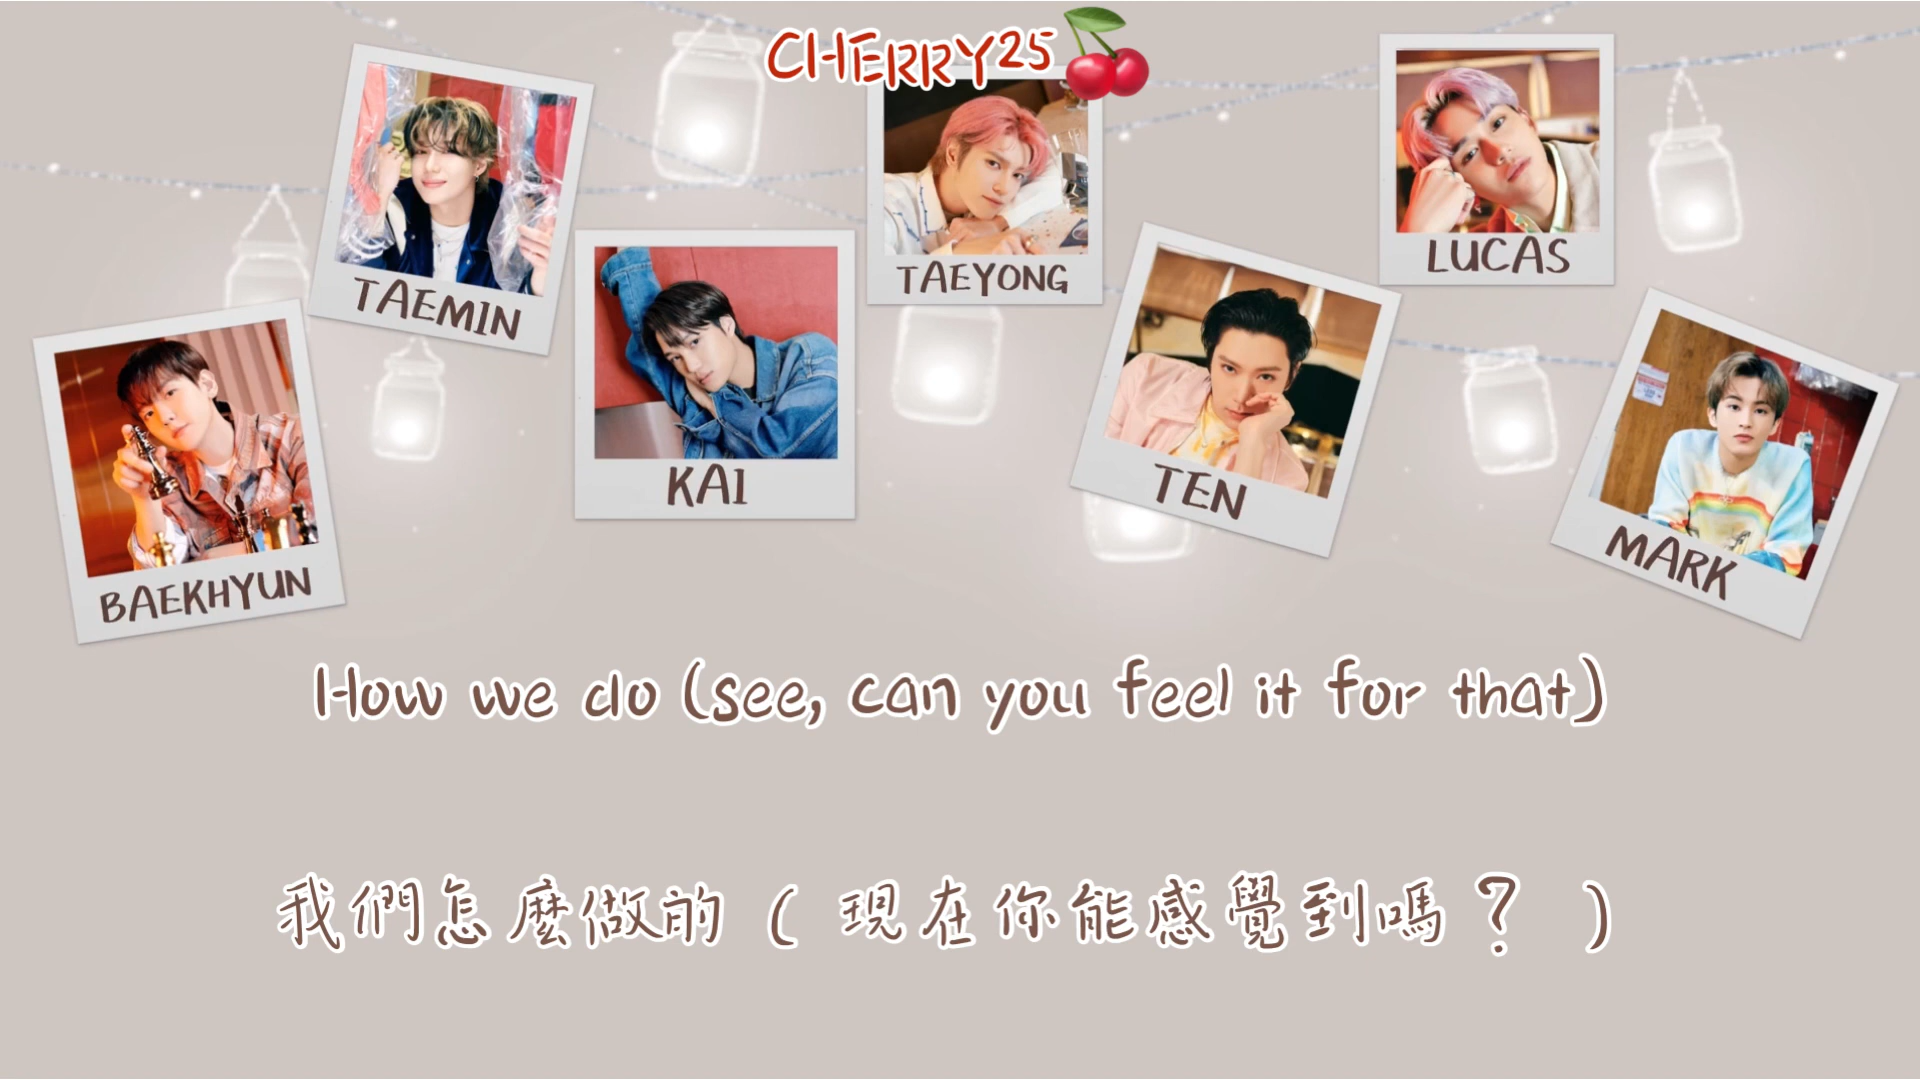 CHERRY25
TAEMIN
TAEYONG
LUCAS
KAI
TEN
BAEKHYUN
MARK
How we do (see, can you feel it for that)
我們怎麼做的（現在你能感覺到嗎？）